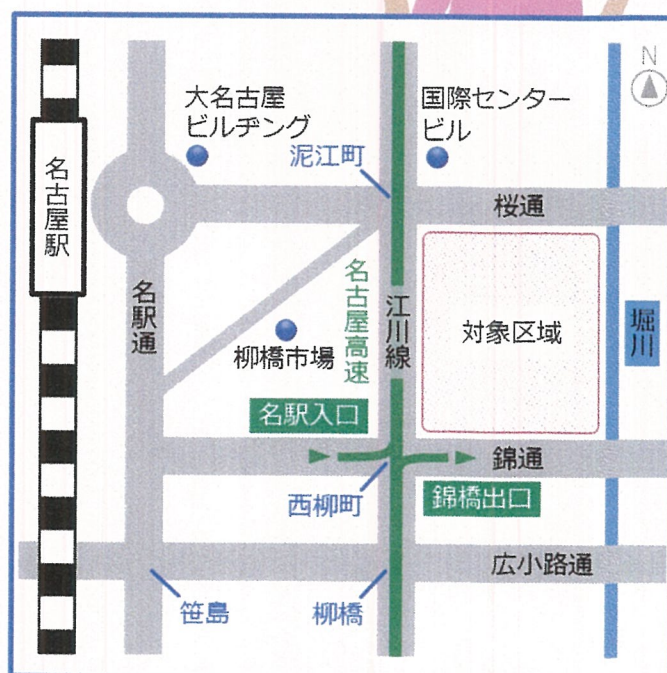 N
大名古屋
ビルヂング
国際センター
ビル
泥江町
名古屋駅
桜通
名駅通
名古屋高速
江川線
対象区域
堀川
柳橋市場
名駅入口
錦通
西柳町
錦橋出口
広小路通
笹島
柳橋